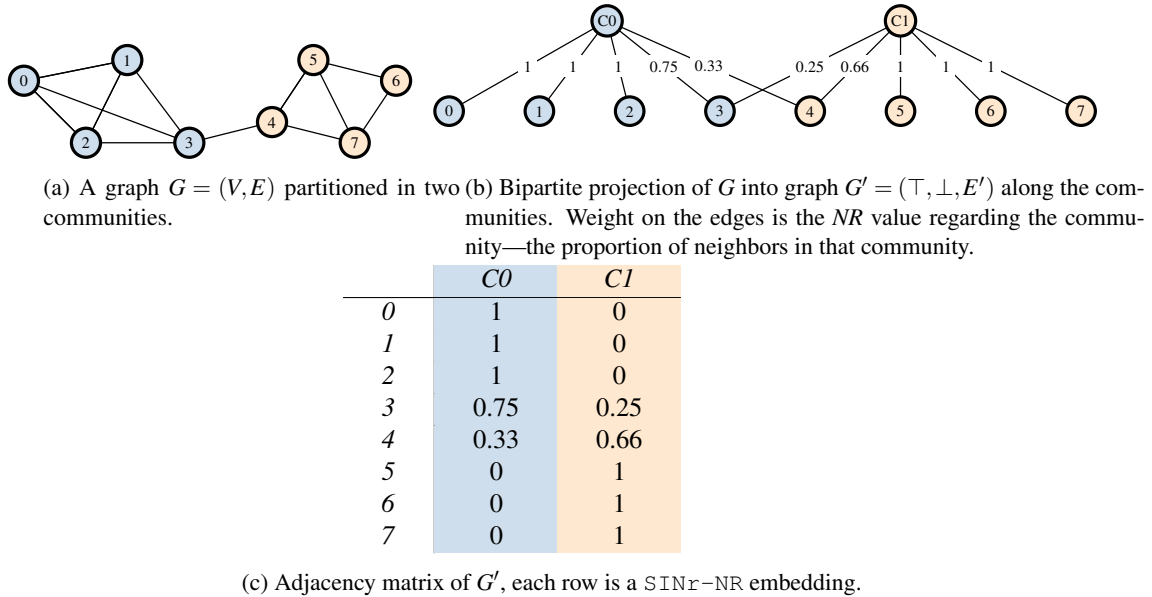 0
1
2
3
4
5
6
7
C0
C1
1
1
1
0.75
0.33
0.25
0.66
1
1
1
0
1
2
3
4
5
6
7
(a) A graph G = (V,E) partitioned in two
communities.
(b) Bipartite projection of G into graph G′ = (⊤,⊥,E′) along the com-
munities. Weight on the edges is the NR value regarding the commu-
nity—the proportion of neighbors in that community.
C0 C1
0 1 0
1 1 0
2 1 0
3 0.75 0.25
4 0.33 0.66
5 0 1
6 0 1
7 0 1
(c) Adjacency matrix of G′, each row is a SINr-NR embedding.